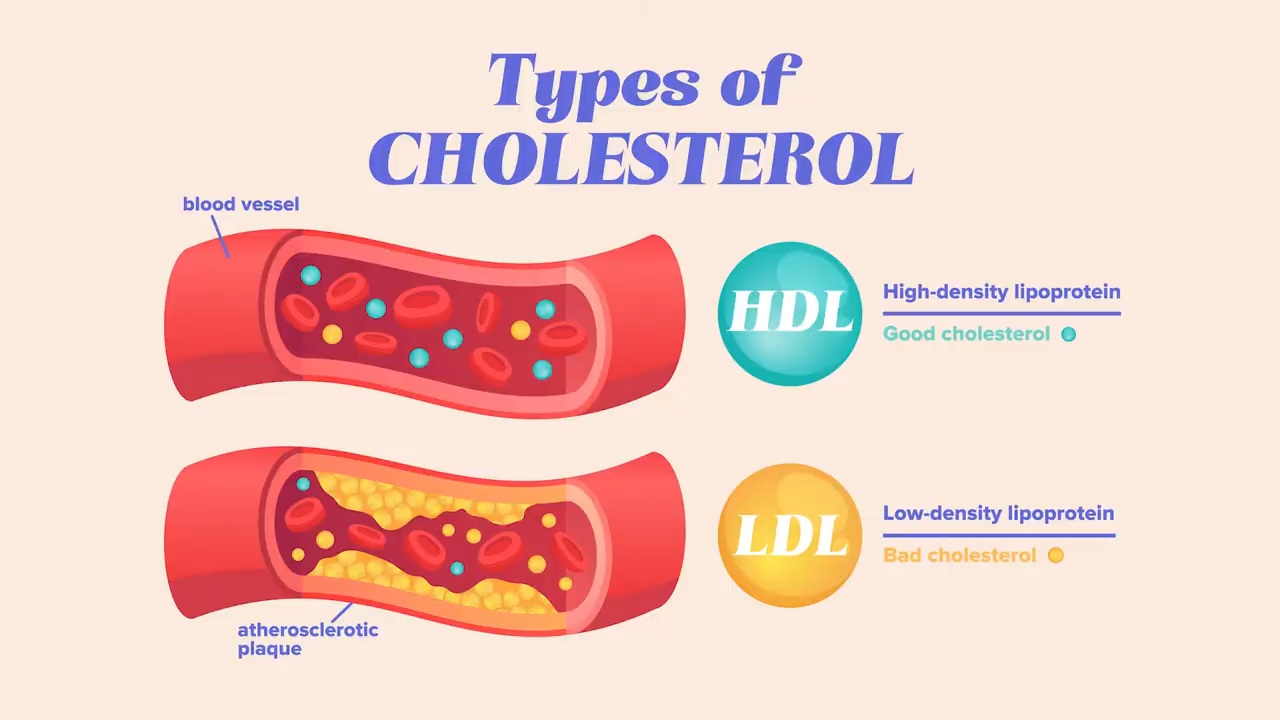 Types of
CHOLESTEROL
blood vessel
HDL
High-density lipoprotein
Good cholesterol
LDL
Low-density lipoprotein
Bad cholesterol
atherosclerotic
plaque